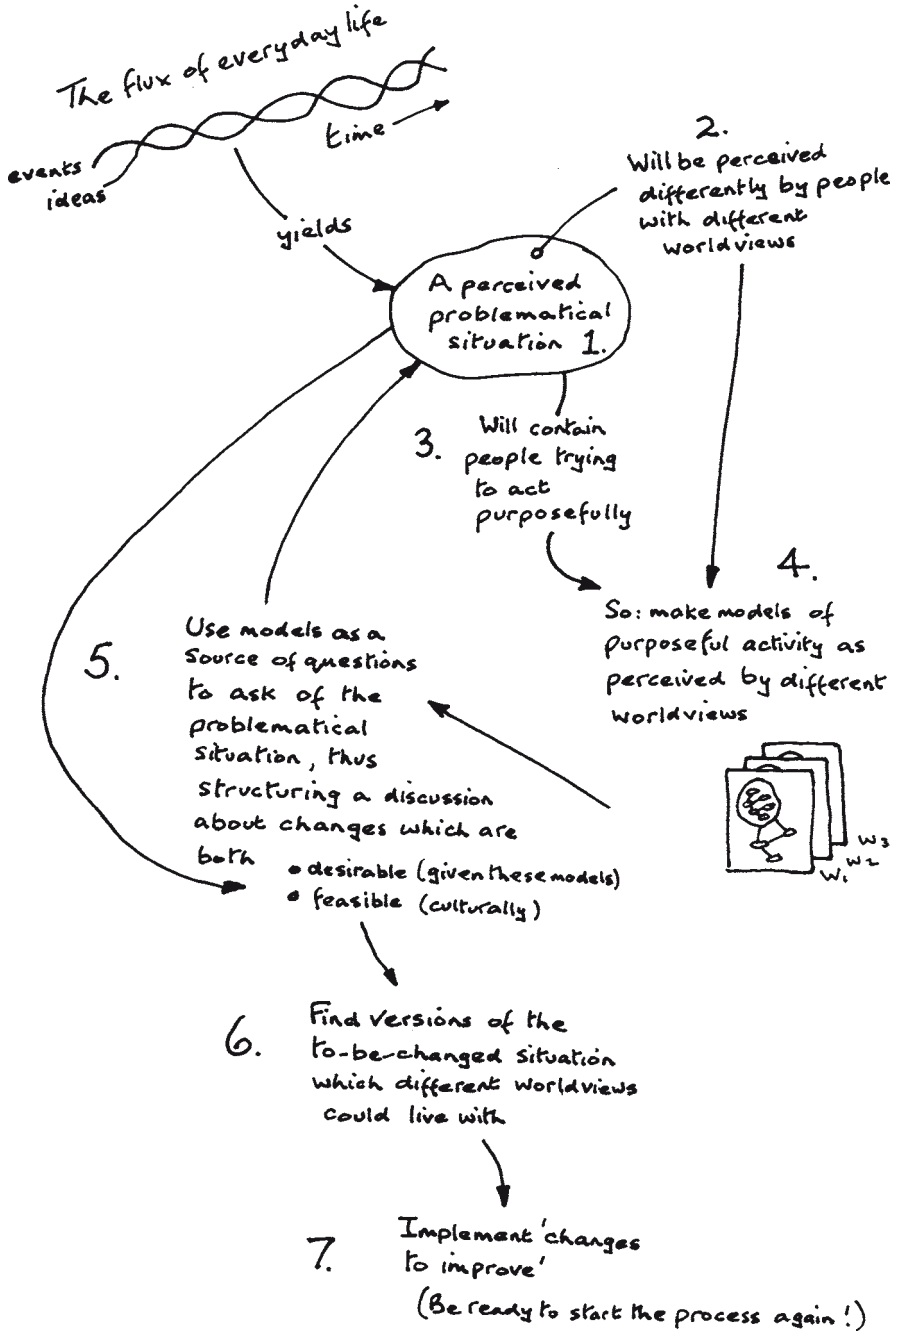 The flux of everyday life
time
events
ideas
yields
2.
Will be perceived
differently by people
with different
worldviews
A perceived
problematical
situation 1.
3.
Will contain
people trying
to act
purposefully
4.
So: make models of
purposeful activity as
perceived by different
worldviews
W3
W2
W1
5.
Use models as a
source of questions
to ask of the
problematical
situation, thus
structuring a discussion
about changes which are
both
• desirable (given these models)
• feasible (culturally)
6.
Find versions of the
to-be-changed situation
which different worldviews
could live with
7.
Implement 'changes
to improve'
(Be ready to start the process again!)